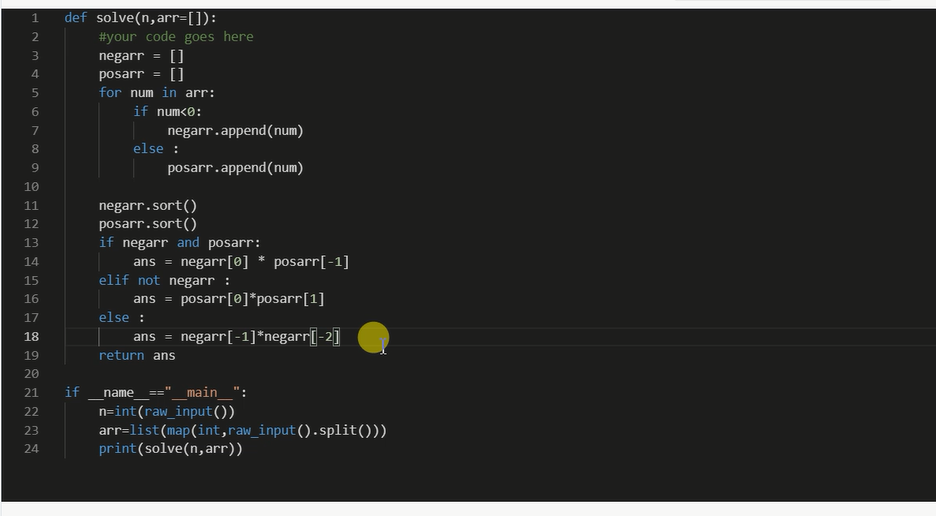 1 def solve(n,arr=[]):
2 #your code goes here
3 negarr = []
4 posarr = []
5 for num in arr:
6 if num<0:
7 negarr.append(num)
8 else :
9 posarr.append(num)
10
11 negarr.sort()
12 posarr.sort()
13 if negarr and posarr:
14 ans = negarr[0] * posarr[-1]
15 elif not negarr :
16 ans = posarr[0]*posarr[1]
17 else :
18 ans = negarr[-1]*negarr[-2]
19 return ans
20
21 if __name__=="__main__":
22 n=int(raw_input())
23 arr=list(map(int,raw_input().split()))
24 print(solve(n,arr))